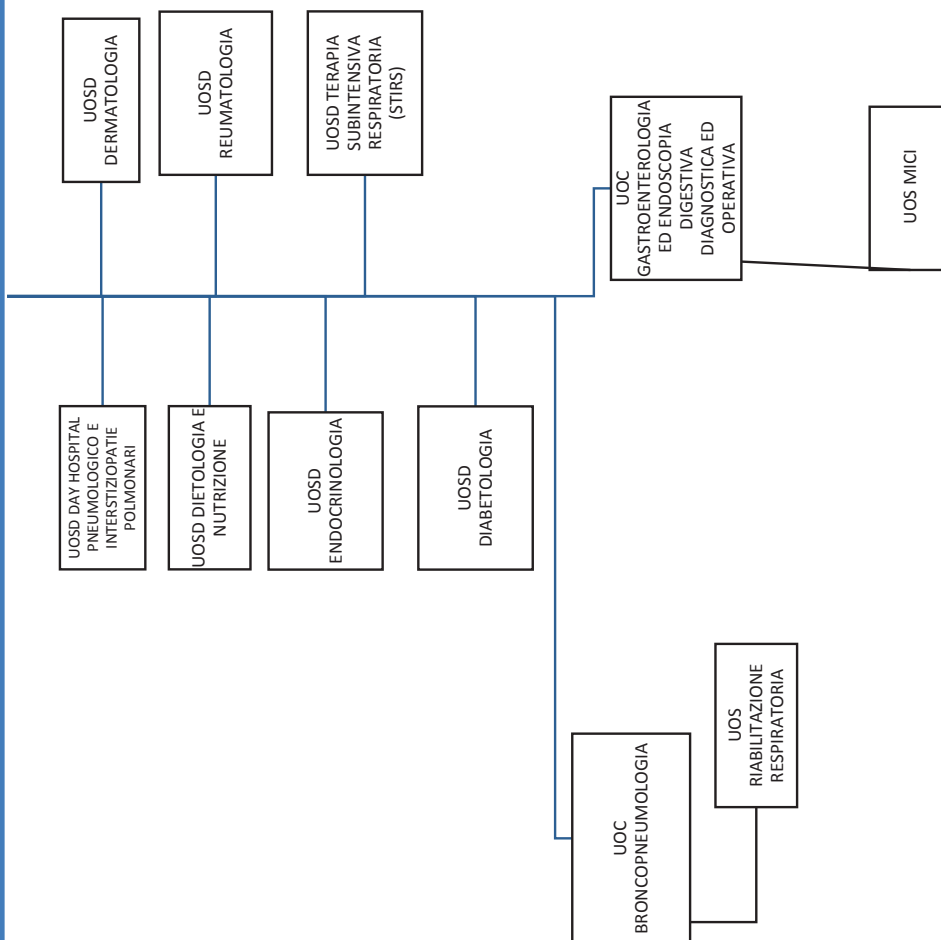 UOSD
DERMATOLOGIA
UOSD
REUMATOLOGIA
UOSD TERAPIA
SUBINTENSIVA
RESPIRATORIA
(STIRS)
UOSD DAY HOSPITAL
PNEUMOLOGICO E
INTERSTIZIOPATIE
POLMONARI
UOSD DIETOLOGIA E
NUTRIZIONE
UOSD
ENDOCRINOLOGIA
UOSD
DIABETOLOGIA
UOC
GASTROENTEROLOGIA
ED ENDOSCOPIA
DIGESTIVA
DIAGNOSTICA ED
OPERATIVA
UOS MICI
UOC
BRONCOPNEUMOLOGIA
UOS
RIABILITAZIONE
RESPIRATORIA